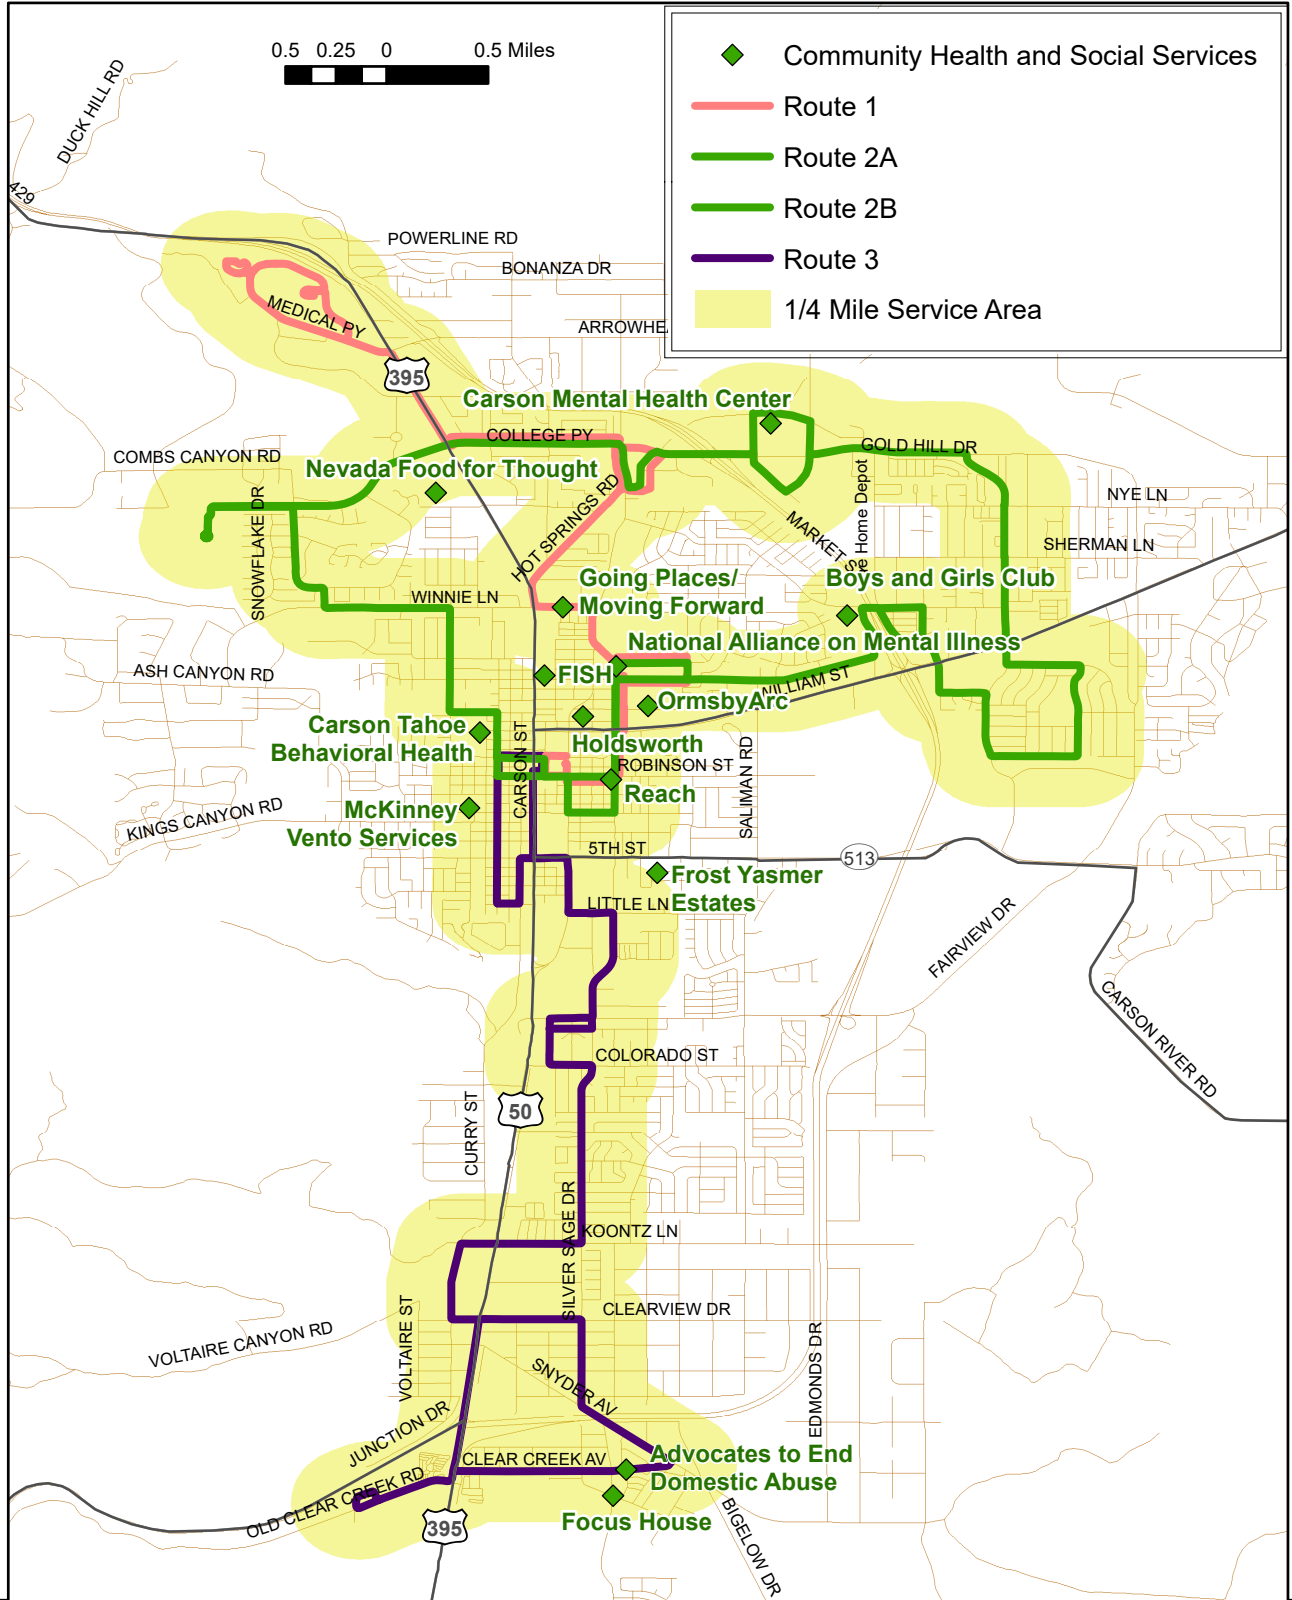 0.5 0.25 0 0.5 Miles
Community Health and Social Services
Route 1
Route 2A
Route 2B
Route 3
1/4 Mile Service Area
DUCK HILL RD
429
POWERLINE RD
BONANZA DR
ARROWHEA
MEDICAL PY
395
Carson Mental Health Center
COLLEGE PY
GOLD HILL DR
COMBS CANYON RD
Nevada Food for Thought
SNOWFLAKE DR
HOT SPRINGS RD
e Home Depot
NYE LN
MARKET S
SHERMAN LN
Going Places/
Moving Forward
Boys and Girls Club
WINNIE LN
National Alliance on Mental Illness
ASH CANYON RD
FISH
WILLIAM ST
OrmsbyArc
Carson Tahoe
Behavioral Health
CARSON ST
Holdsworth
ROBINSON ST
SALIMAN RD
Reach
KINGS CANYON RD
McKinney
Vento Services
5TH ST
513
Frost Yasmer
Estates
LITTLE LN
FAIRVIEW DR
CARSON RIVER RD
COLORADO ST
50
CURRY ST
SILVER SAGE DR
KOONTZ LN
CLEARVIEW DR
VOLTAIRE ST
VOLTAIRE CANYON RD
EDMONDS DR
SNYDER AV
JUNCTION DR
CLEAR CREEK AV
Advocates to End
Domestic Abuse
OLD CLEAR CREEK RD
395
Focus House
BIGELOW DR